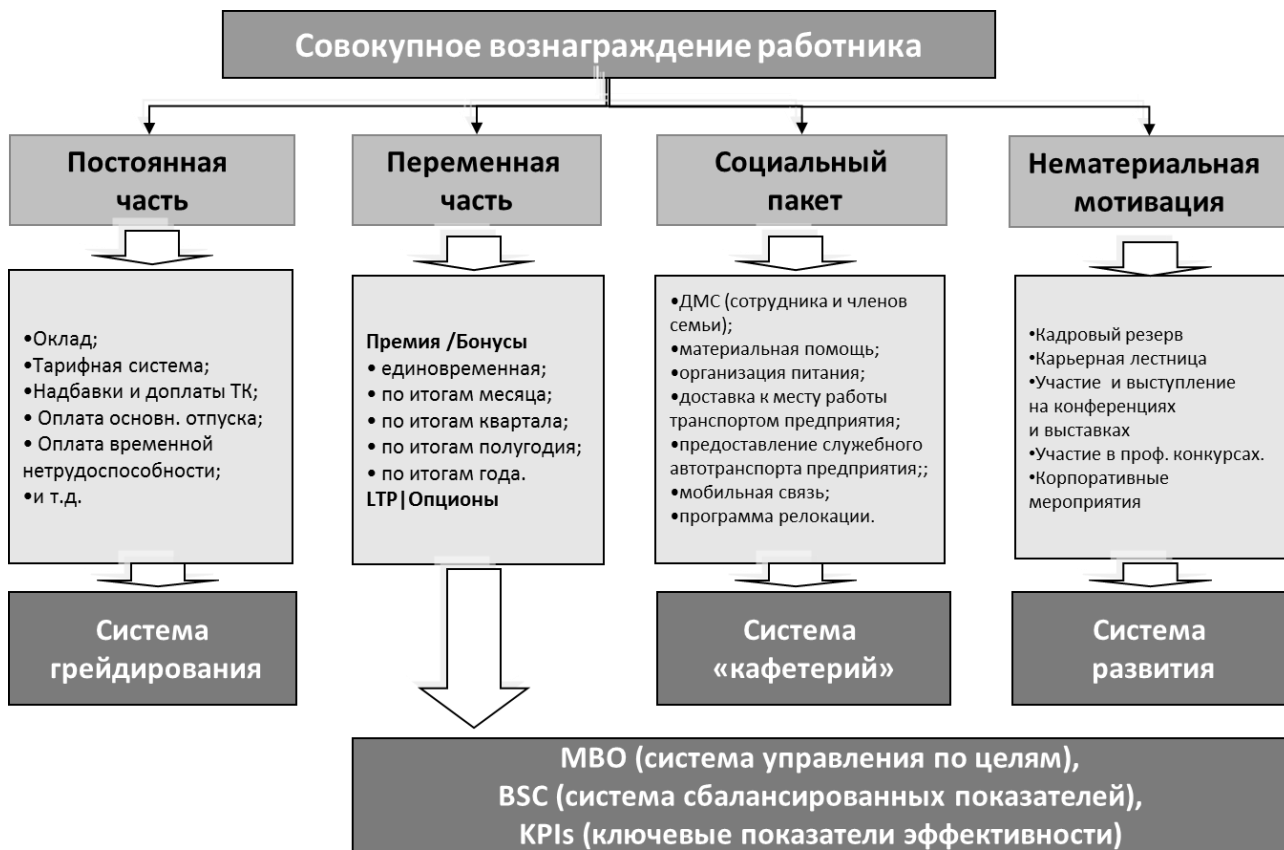 Совокупное вознаграждение работника
Постоянная
часть
Переменная
часть
Социальный
пакет
Нематериальная
мотивация
•Оклад;
•Тарифная система;
•Надбавки и доплаты ТК;
• Оплата основн. отпуска;
• Оплата временной
нетрудоспособности;
•и т.д.
Премия /Бонусы
• единовременная;
• по итогам месяца;
• по итогам квартала;
• по итогам полугодия;
• по итогам года.
LTP|Опционы
•ДМС (сотрудника и членов
семьи);
•материальная помощь;
•организация питания;
•доставка к месту работы
транспортом предприятия;
•предоставление служебного
автотранспорта предприятия;;
•мобильная связь;
•программа релокации.
•Кадровый резерв
•Карьерная лестница
•Участие и выступление
на конференциях
и выставках
•Участие в проф. конкурсах.
•Корпоративные
мероприятия
Система
грейдирования
Система
«кафетерий»
Система
развития
MBO (система управления по целям),
BSC (система сбалансированных показателей),
KPIs (ключевые показатели эффективности)